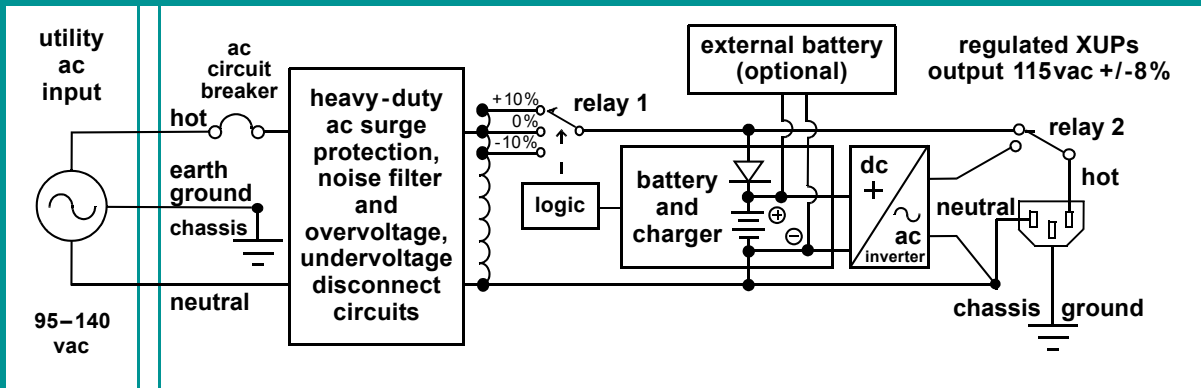 utility
ac
input
ac
circuit
breaker
hot
earth
ground
chassis
neutral
95–140
vac
heavy-duty
ac surge
protection,
noise filter
and
overvoltage,
undervoltage
disconnect
circuits
+10%
0%
-10%
relay 1
logic
external battery
(optional)
battery
and
charger
+
−
dc
+
ac
inverter
regulated XUPs
output 115vac +/-8%
relay 2
hot
neutral
chassis ground